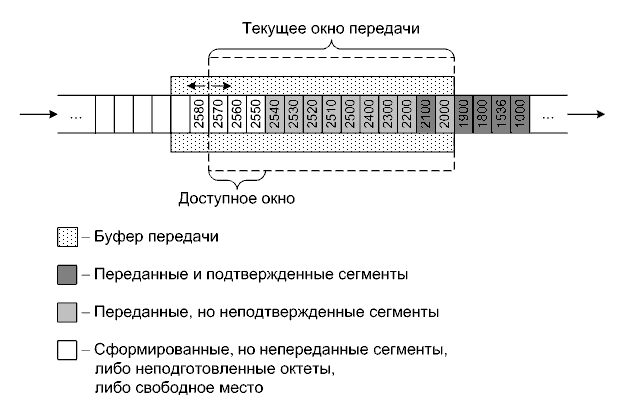 Текущее окно передачи
... 2580 2570 2560 2550 2540 2530 2520 2510 2500 2400 2300 2200 2100 2000 1900 1800 1536 1000 ...
Доступное окно
– Буфер передачи
– Переданные и подтвержденные сегменты
– Переданные, но неподтвержденные сегменты
– Сформированные, но непереданные сегменты,
либо неподготовленные октеты,
либо свободное место